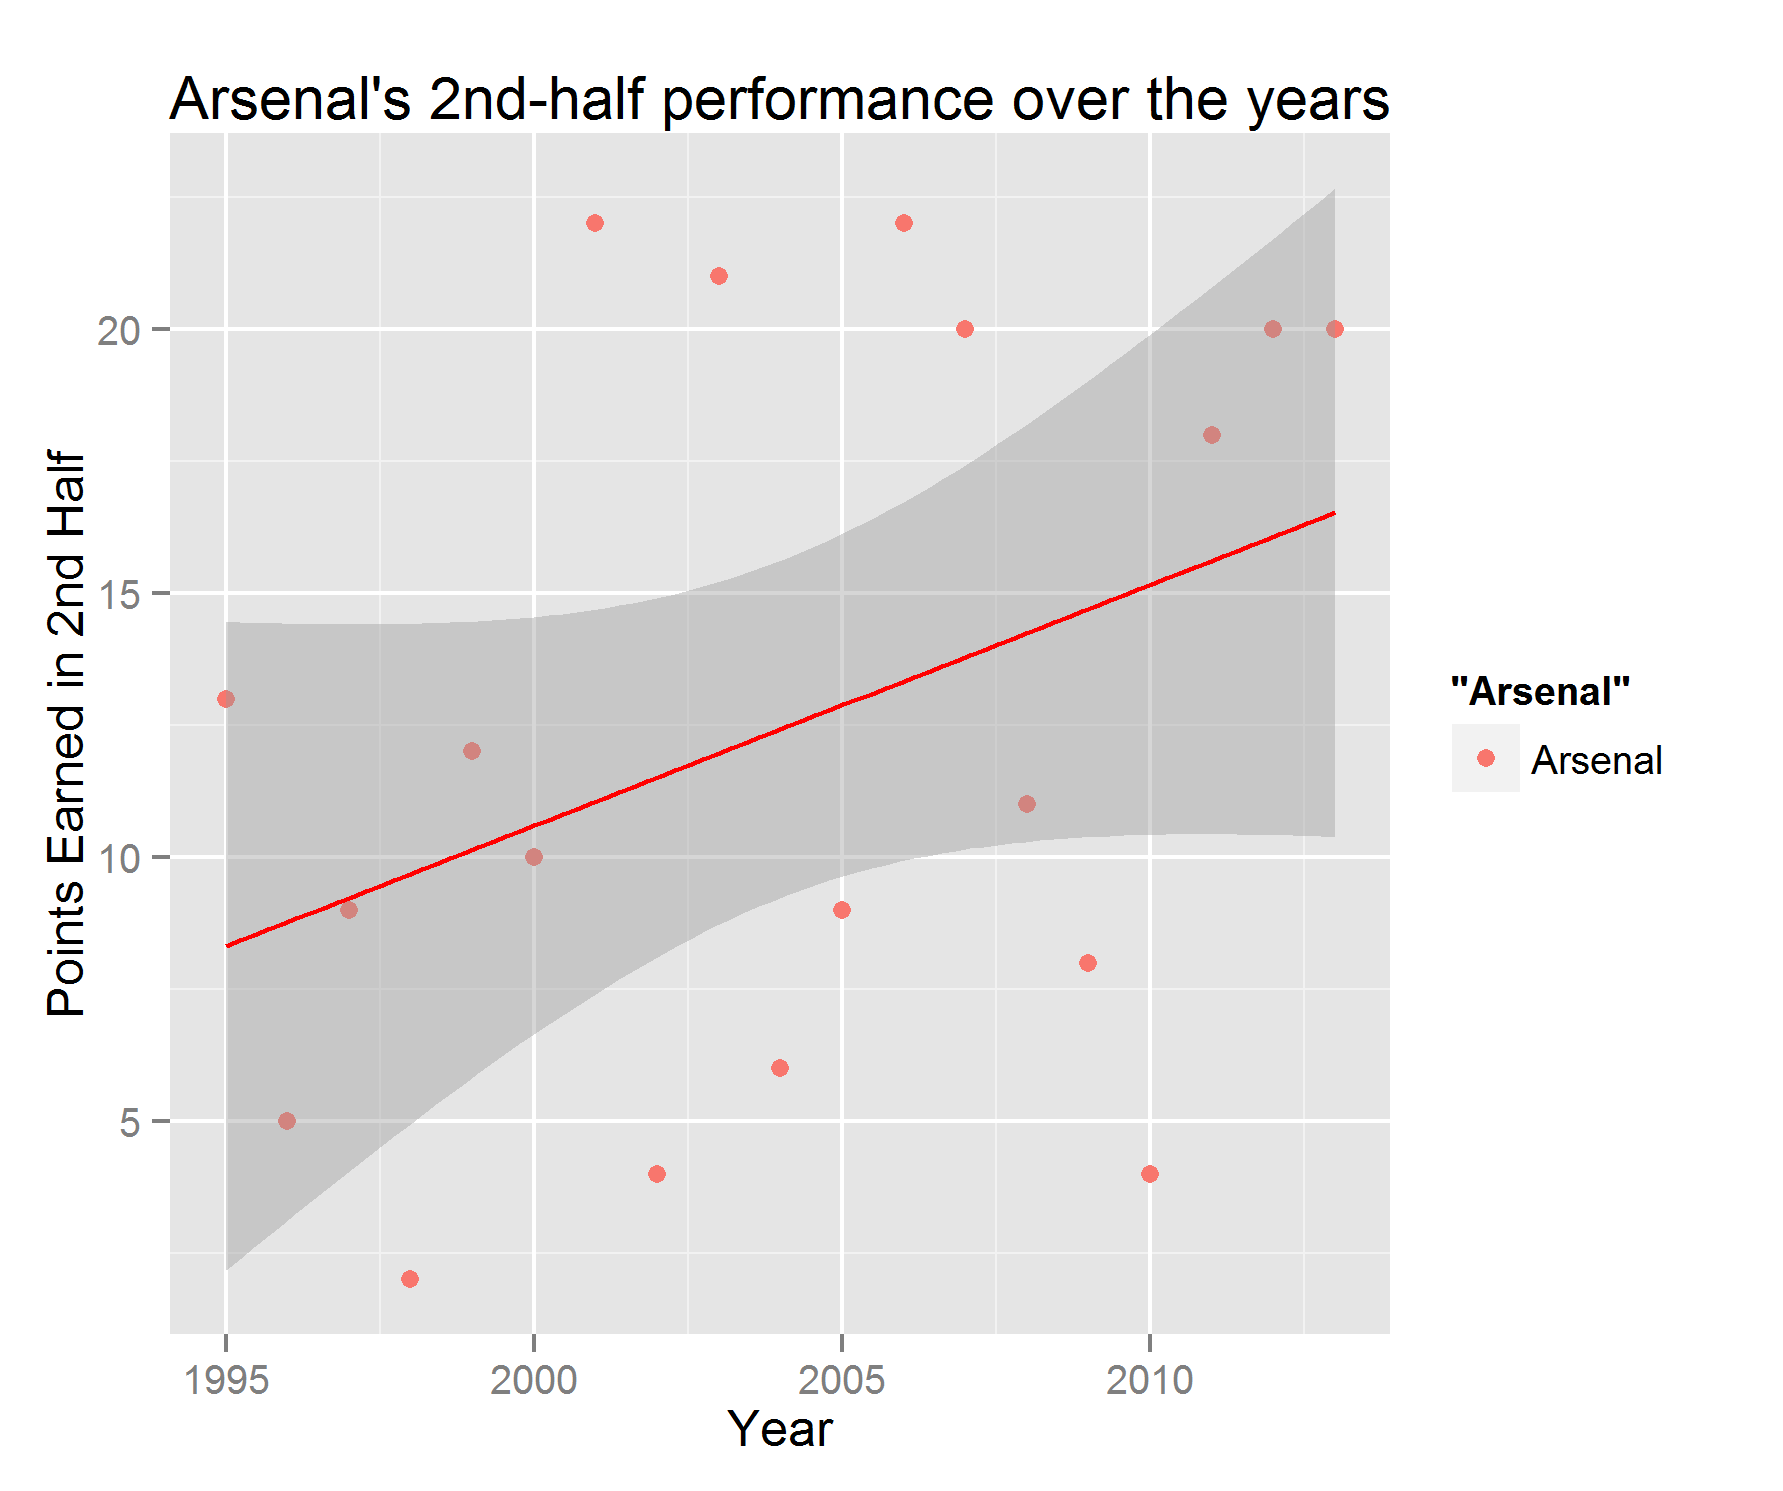 Arsenal's 2nd-half performance over the years
Points Earned in 2nd Half
20
15
10
5
1995 2000 2005 2010
Year
"Arsenal"
Arsenal